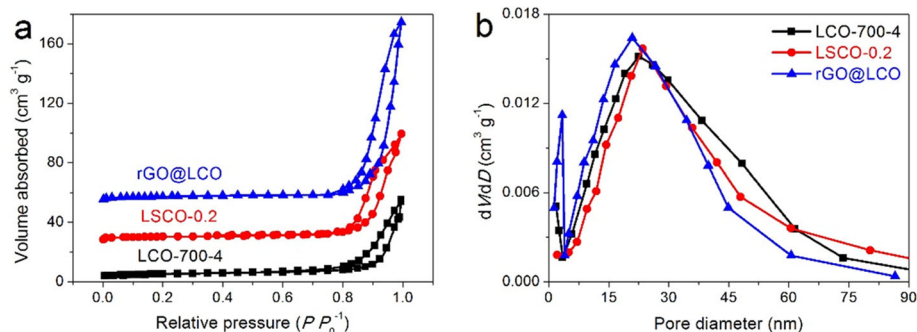 a
Volume absorbed (cm³ g⁻¹)
160
120
80
40
0
rGO@LCO
LSCO-0.2
LCO-700-4
0.0 0.2 0.4 0.6 0.8 1.0
Relative pressure (P P₀⁻¹)
b
dV/dD (cm³ g⁻¹)
0.018
0.012
0.006
0.000
LCO-700-4
LSCO-0.2
rGO@LCO
0 15 30 45 60 75 90
Pore diameter (nm)